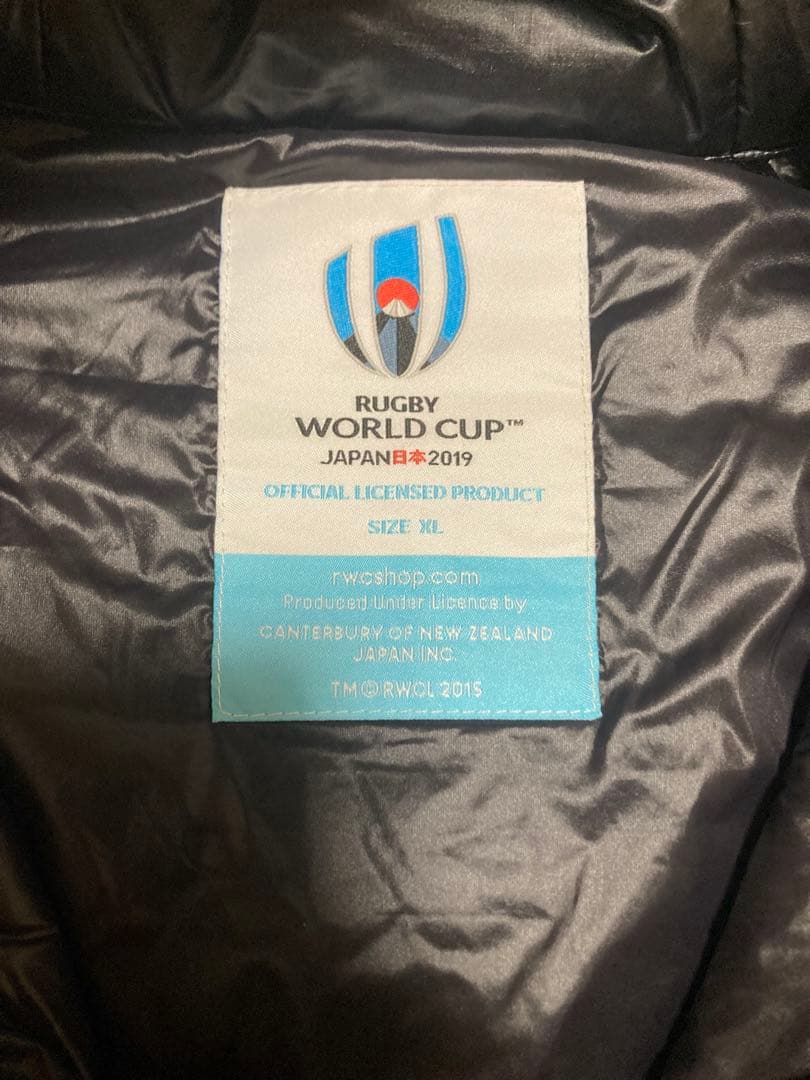 RUGBY
WORLD CUP™
JAPAN日本2019
OFFICIAL LICENSED PRODUCT
SIZE XL
rwcshop.com
Produced Under Licence by
CANTERBURY OF NEW ZEALAND
JAPAN INC.
TM © RWCL 2015